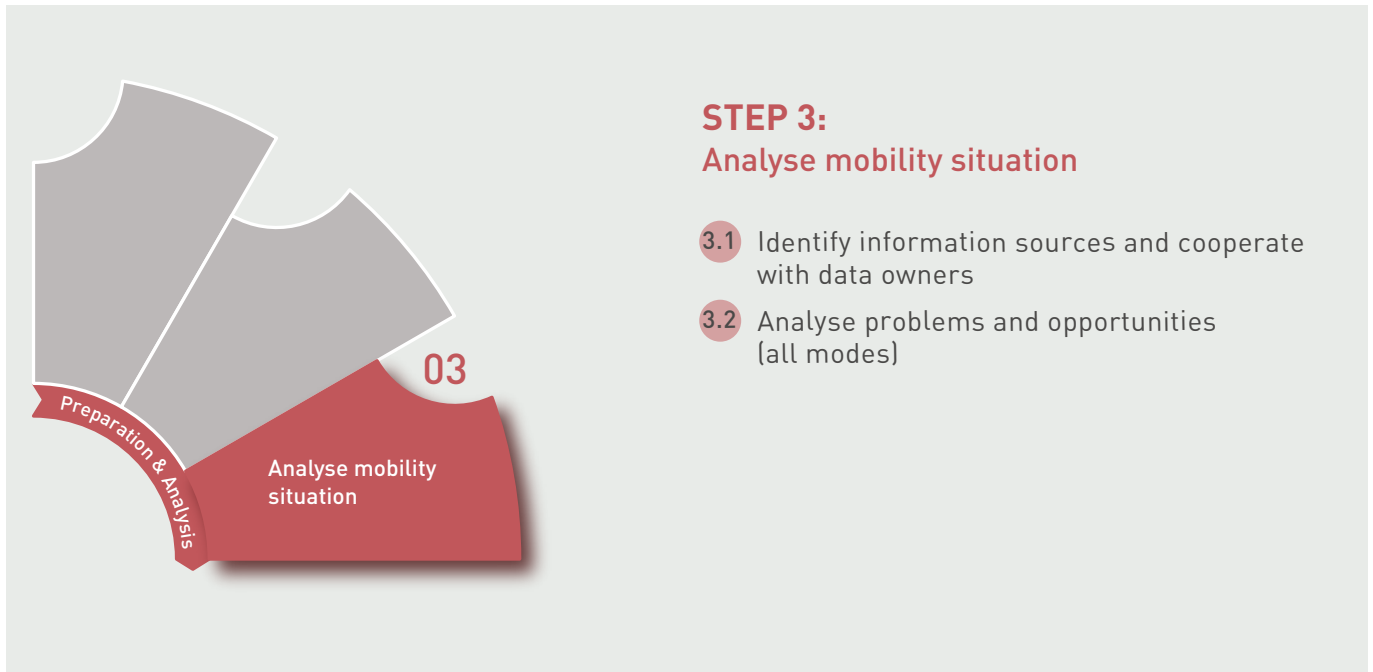 STEP 3:
Analyse mobility situation
3.1 Identify information sources and cooperate
with data owners
3.2 Analyse problems and opportunities
(all modes)
03
Analyse mobility
situation
Preparation & Analysis